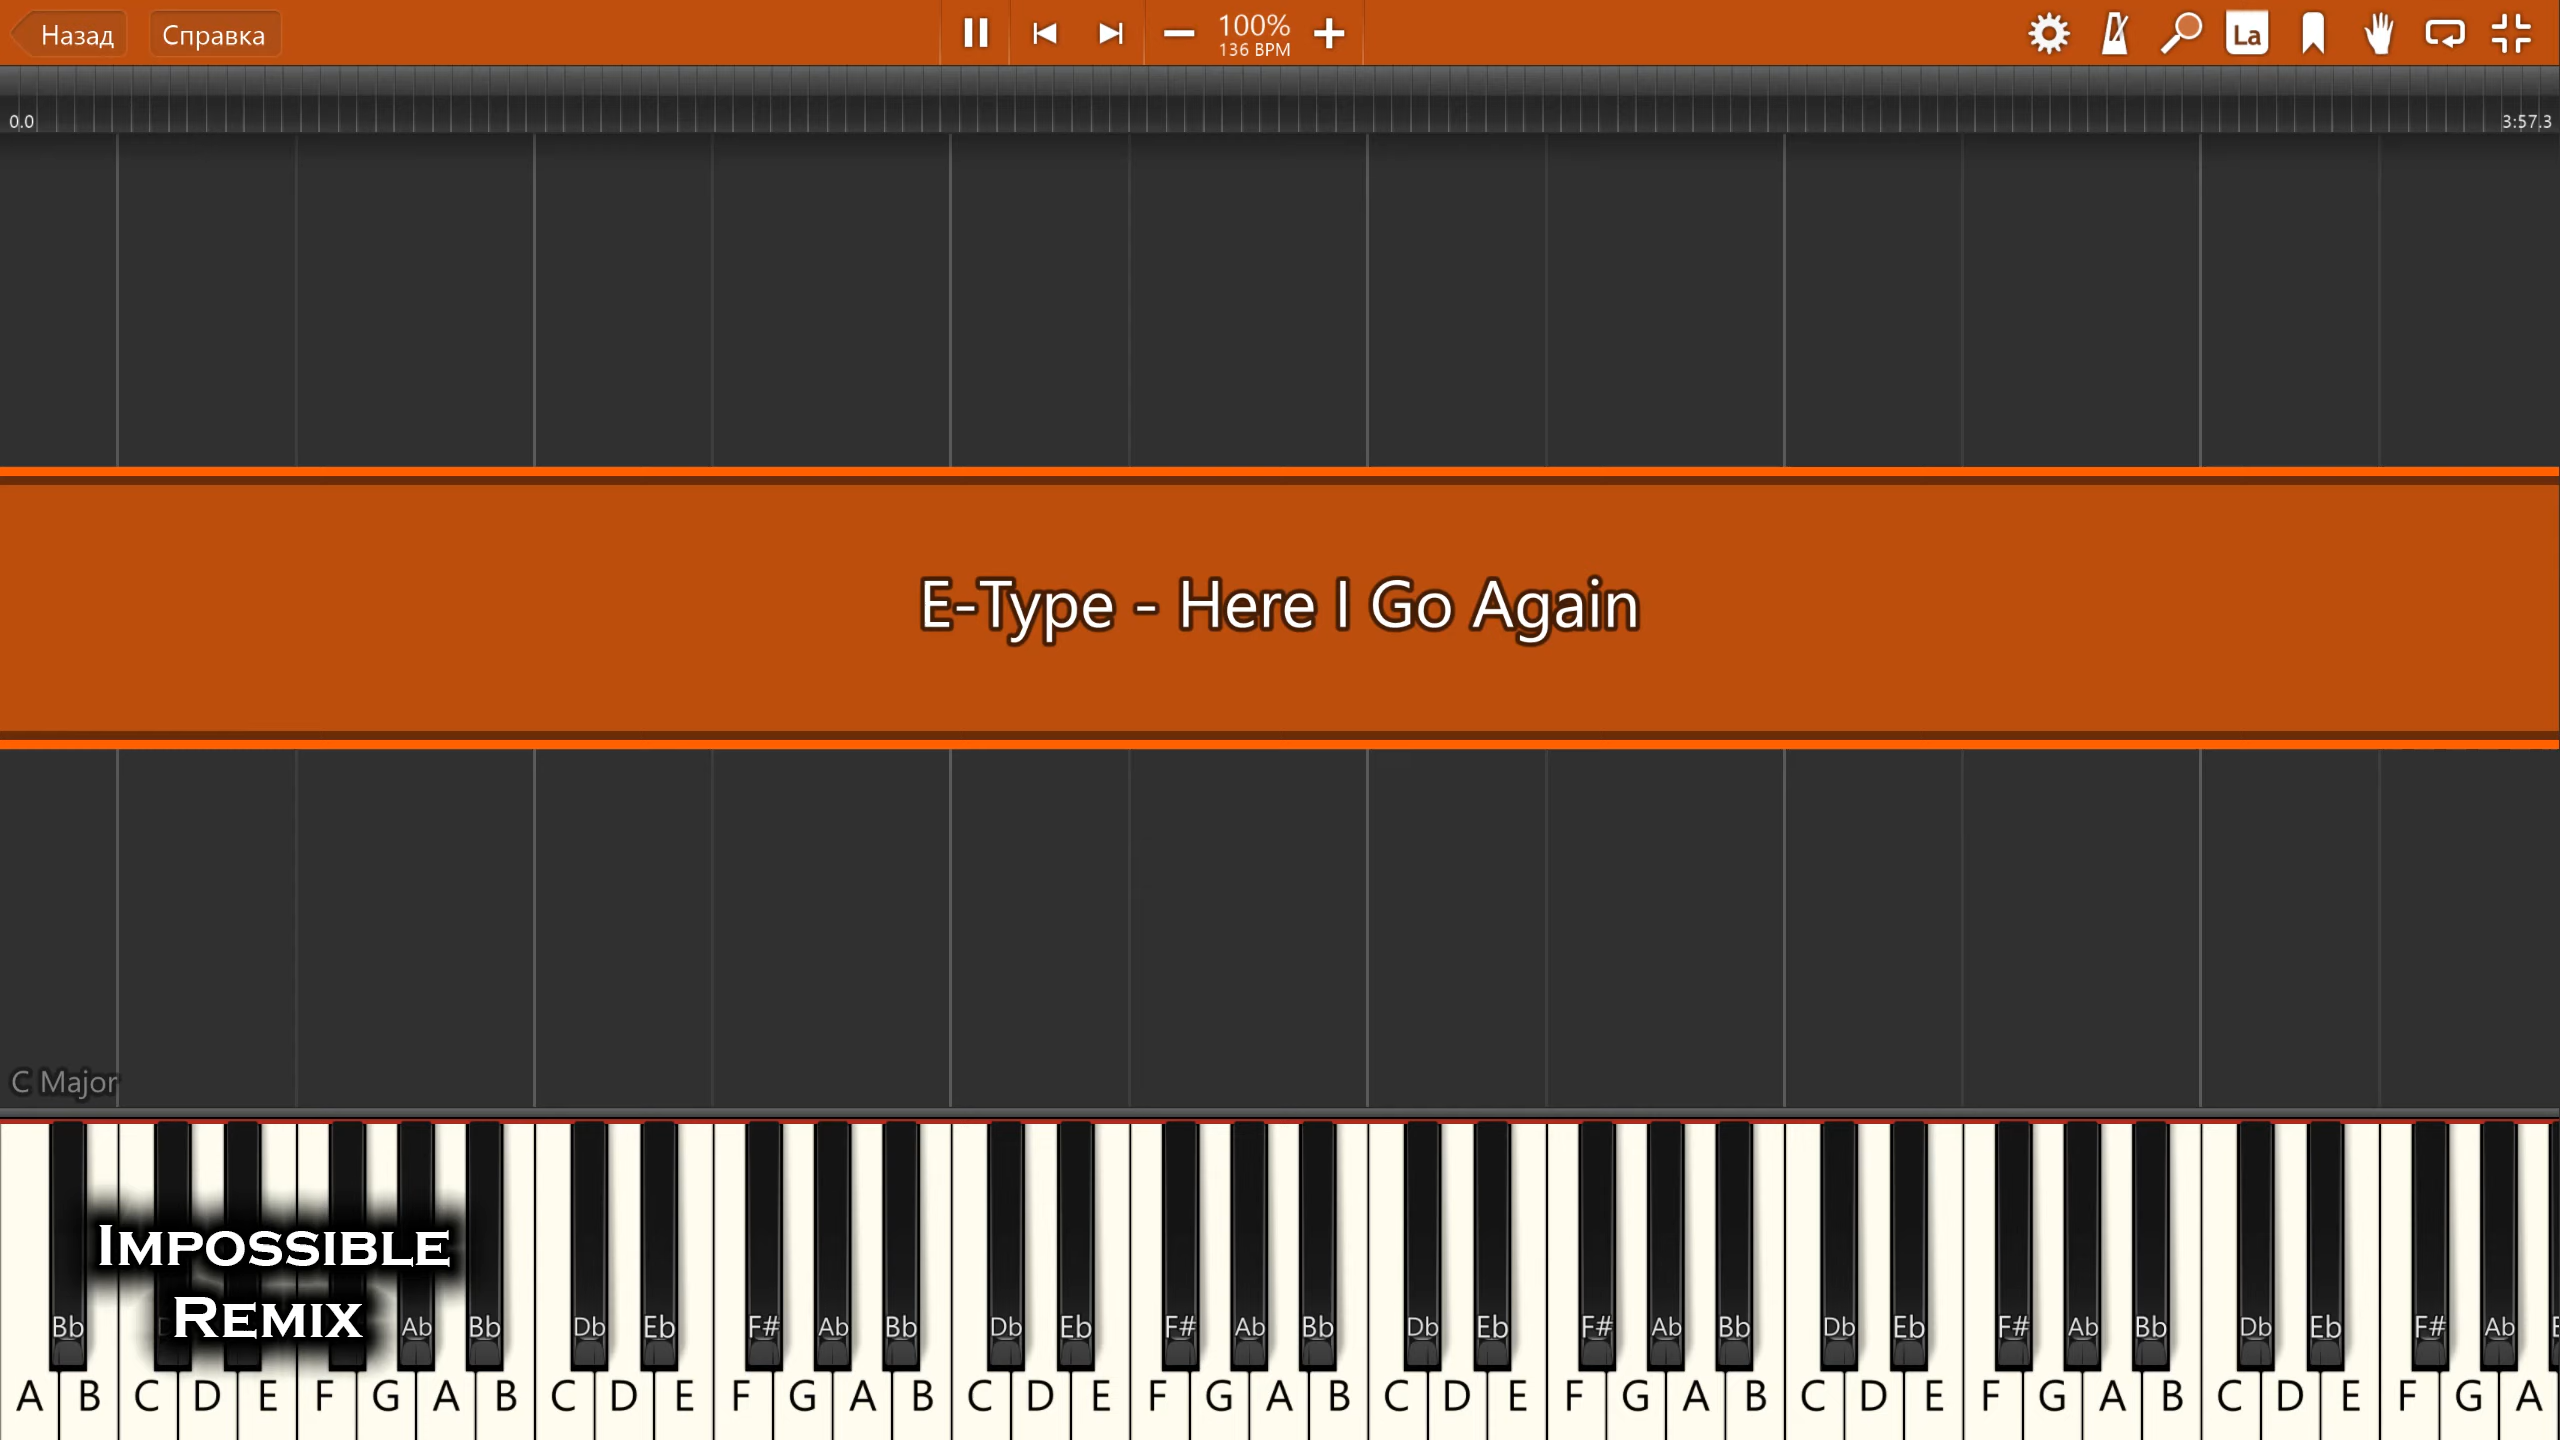 Назад Справка 100% La
136 BPM
0.0 3:57.3
E-Type - Here I Go Again
C Major
Impossible
Remix
Bb Ab Bb Db Eb F# Ab Bb Db Eb F# Ab Bb Db Eb F# Ab Bb Db Eb F# Ab Bb Db Eb F# Ab
A B C D E F G A B C D E F G A B C D E F G A B C D E F G A B C D E F G A B C D E F G A